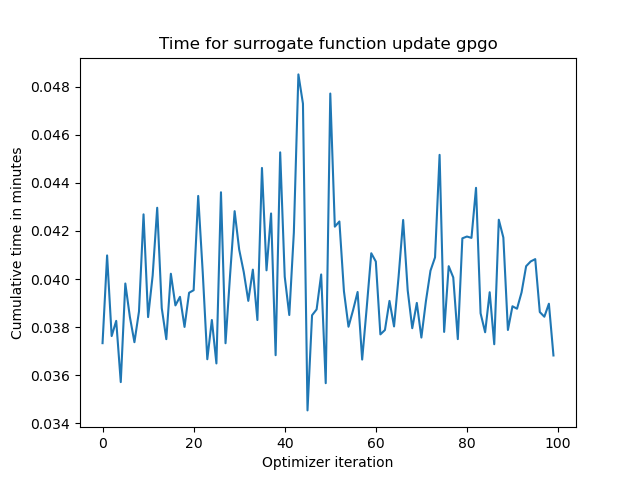 Time for surrogate function update gpgo
Cumulative time in minutes
0.048
0.046
0.044
0.042
0.040
0.038
0.036
0.034
0 20 40 60 80 100
Optimizer iteration